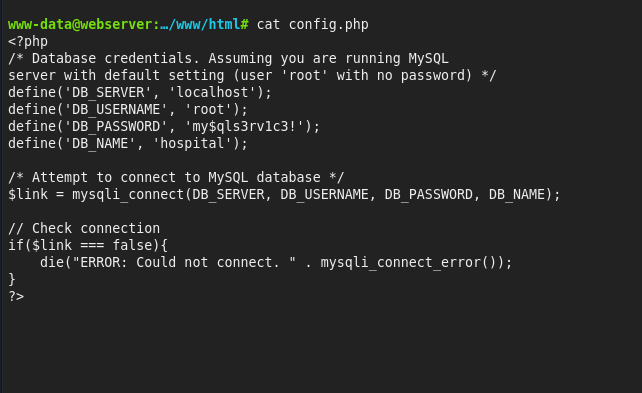 www-data@webserver:…/www/html# cat config.php
<?php
/* Database credentials. Assuming you are running MySQL
server with default setting (user 'root' with no password) */
define('DB_SERVER', 'localhost');
define('DB_USERNAME', 'root');
define('DB_PASSWORD', 'my$qls3rv1c3!');
define('DB_NAME', 'hospital');

/* Attempt to connect to MySQL database */
$link = mysqli_connect(DB_SERVER, DB_USERNAME, DB_PASSWORD, DB_NAME);

// Check connection
if($link === false){
    die("ERROR: Could not connect. " . mysqli_connect_error());
}
?>